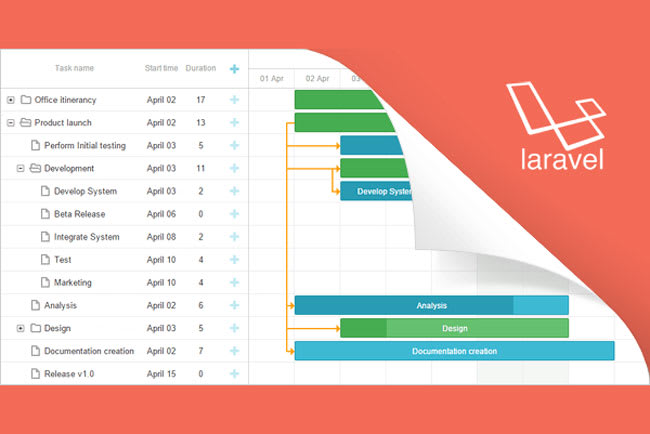 Task name Start time Duration
01 Apr 02 Apr 03
Office itinerancy April 02 17
Product launch April 02 13
Perform Initial testing April 03 5
Development April 03 11
Develop System April 03 2 Develop System
Beta Release April 06 0
Integrate System April 08 2
Test April 10 4
Marketing April 10 4
Analysis April 02 6 Analysis
Design April 03 5 Design
Documentation creation April 02 7 Documentation creation
Release v1.0 April 15 0
laravel